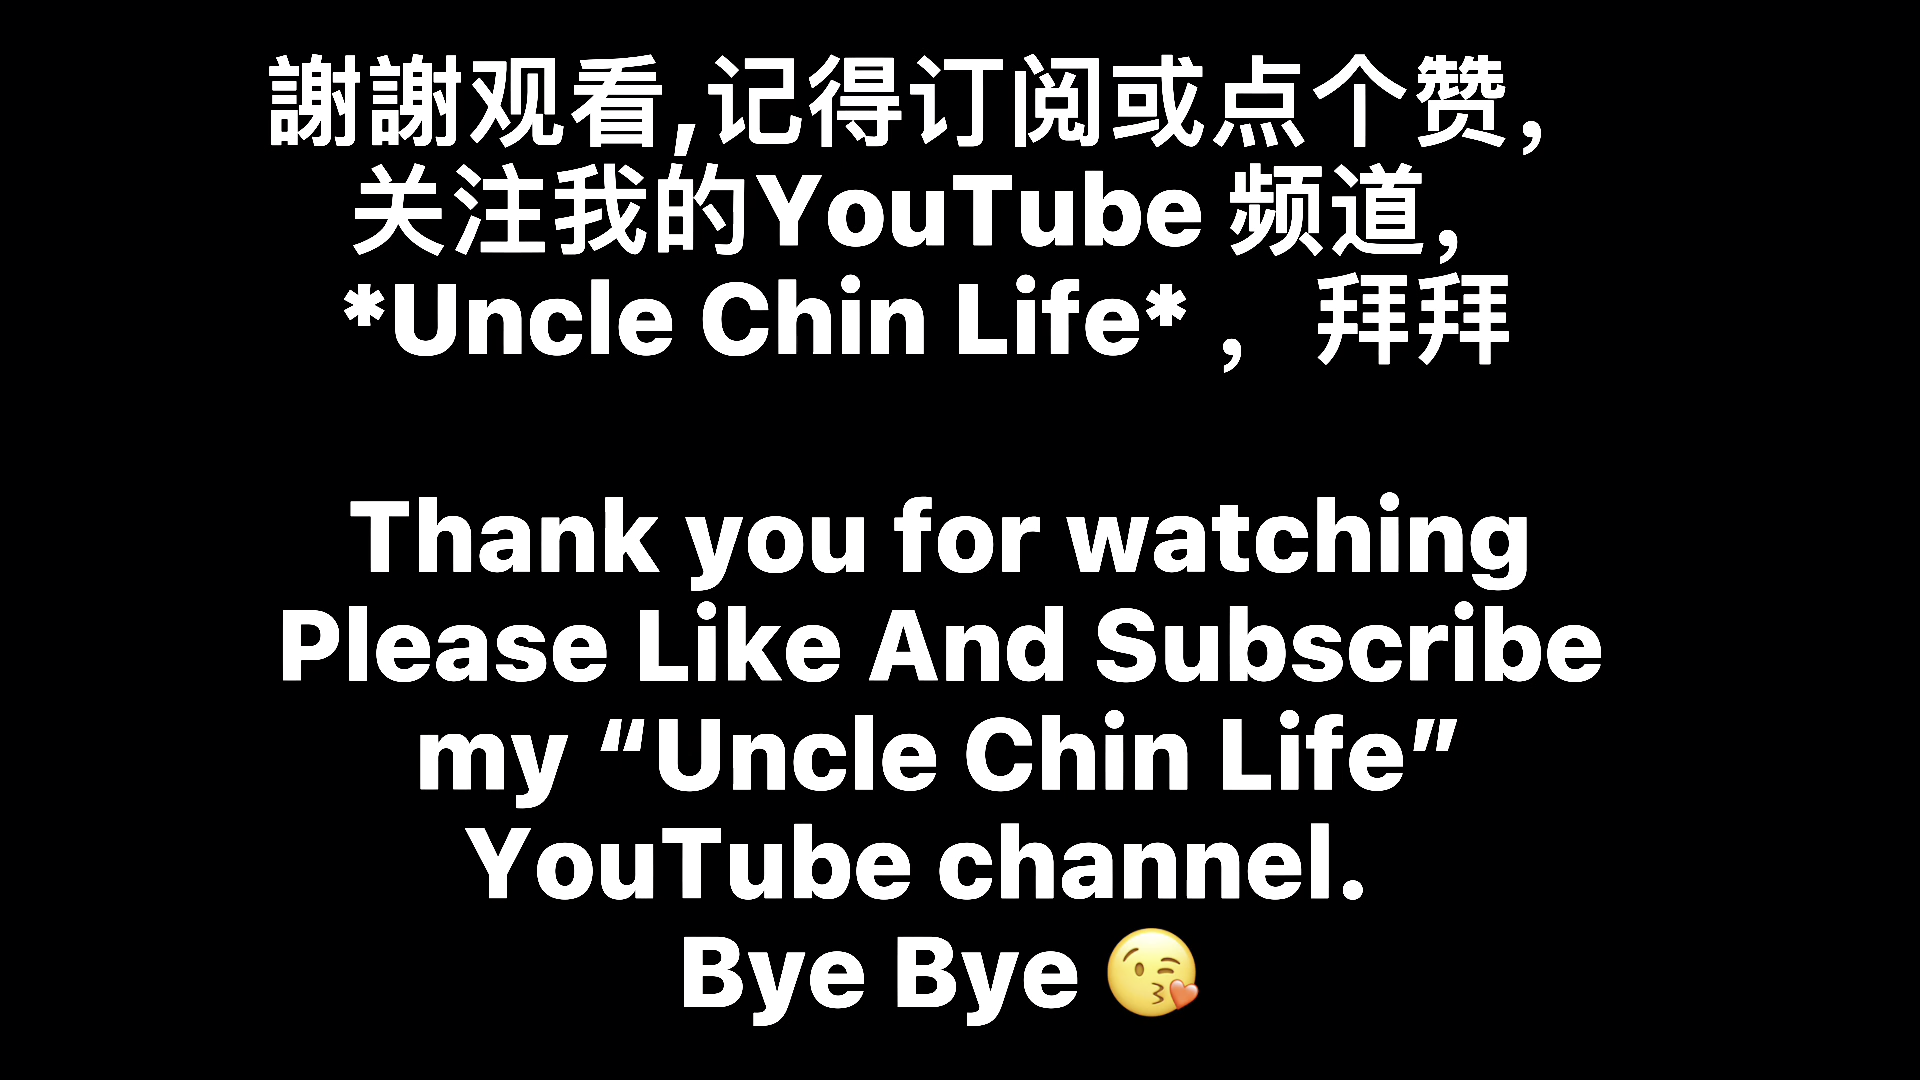 謝謝观看,记得订阅或点个赞，
关注我的YouTube 频道，
*Uncle Chin Life* ，拜拜
Thank you for watching
Please Like And Subscribe
my “Uncle Chin Life”
YouTube channel.
Bye Bye 😘